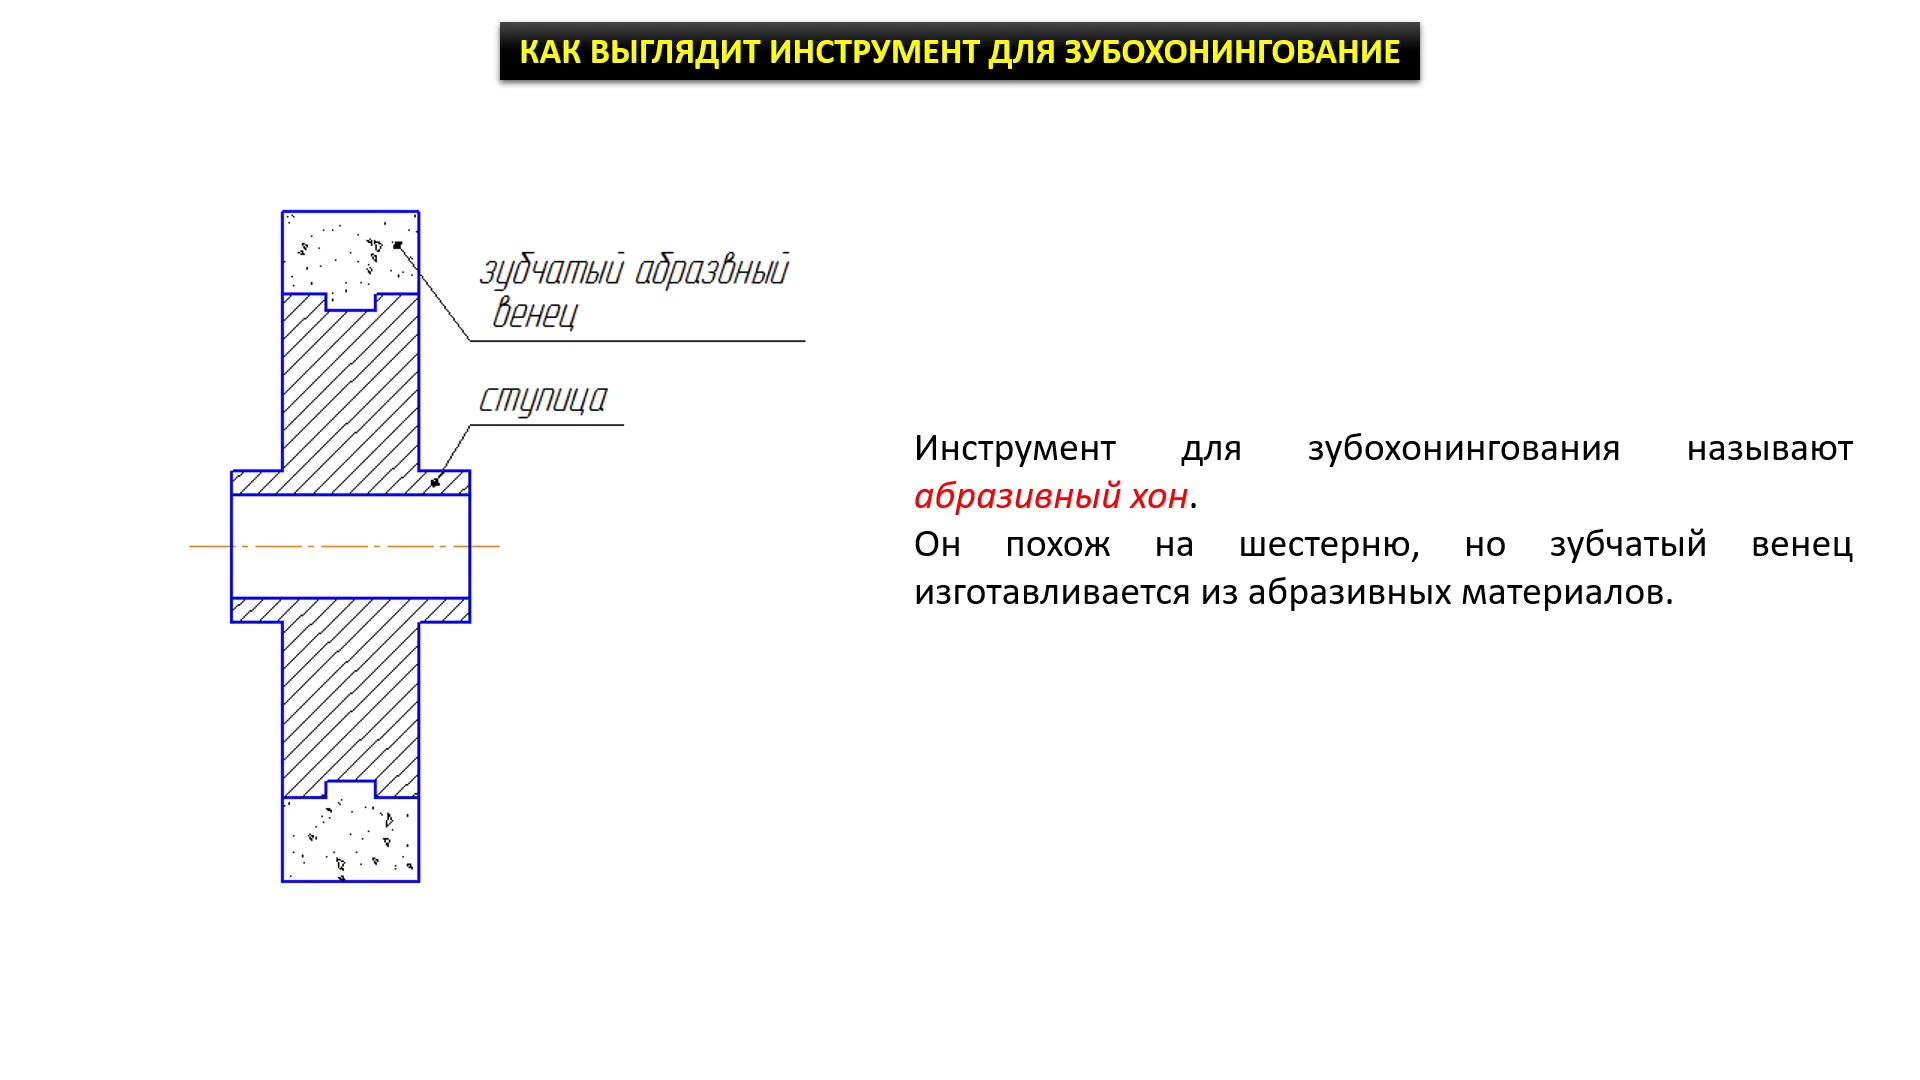 КАК ВЫГЛЯДИТ ИНСТРУМЕНТ ДЛЯ ЗУБОХОНИНГОВАНИЕ
зубчатый абразвный
венец
ступица
Инструмент для зубохонингования называют
абразивный хон.
Он похож на шестерню, но зубчатый венец
изготавливается из абразивных материалов.